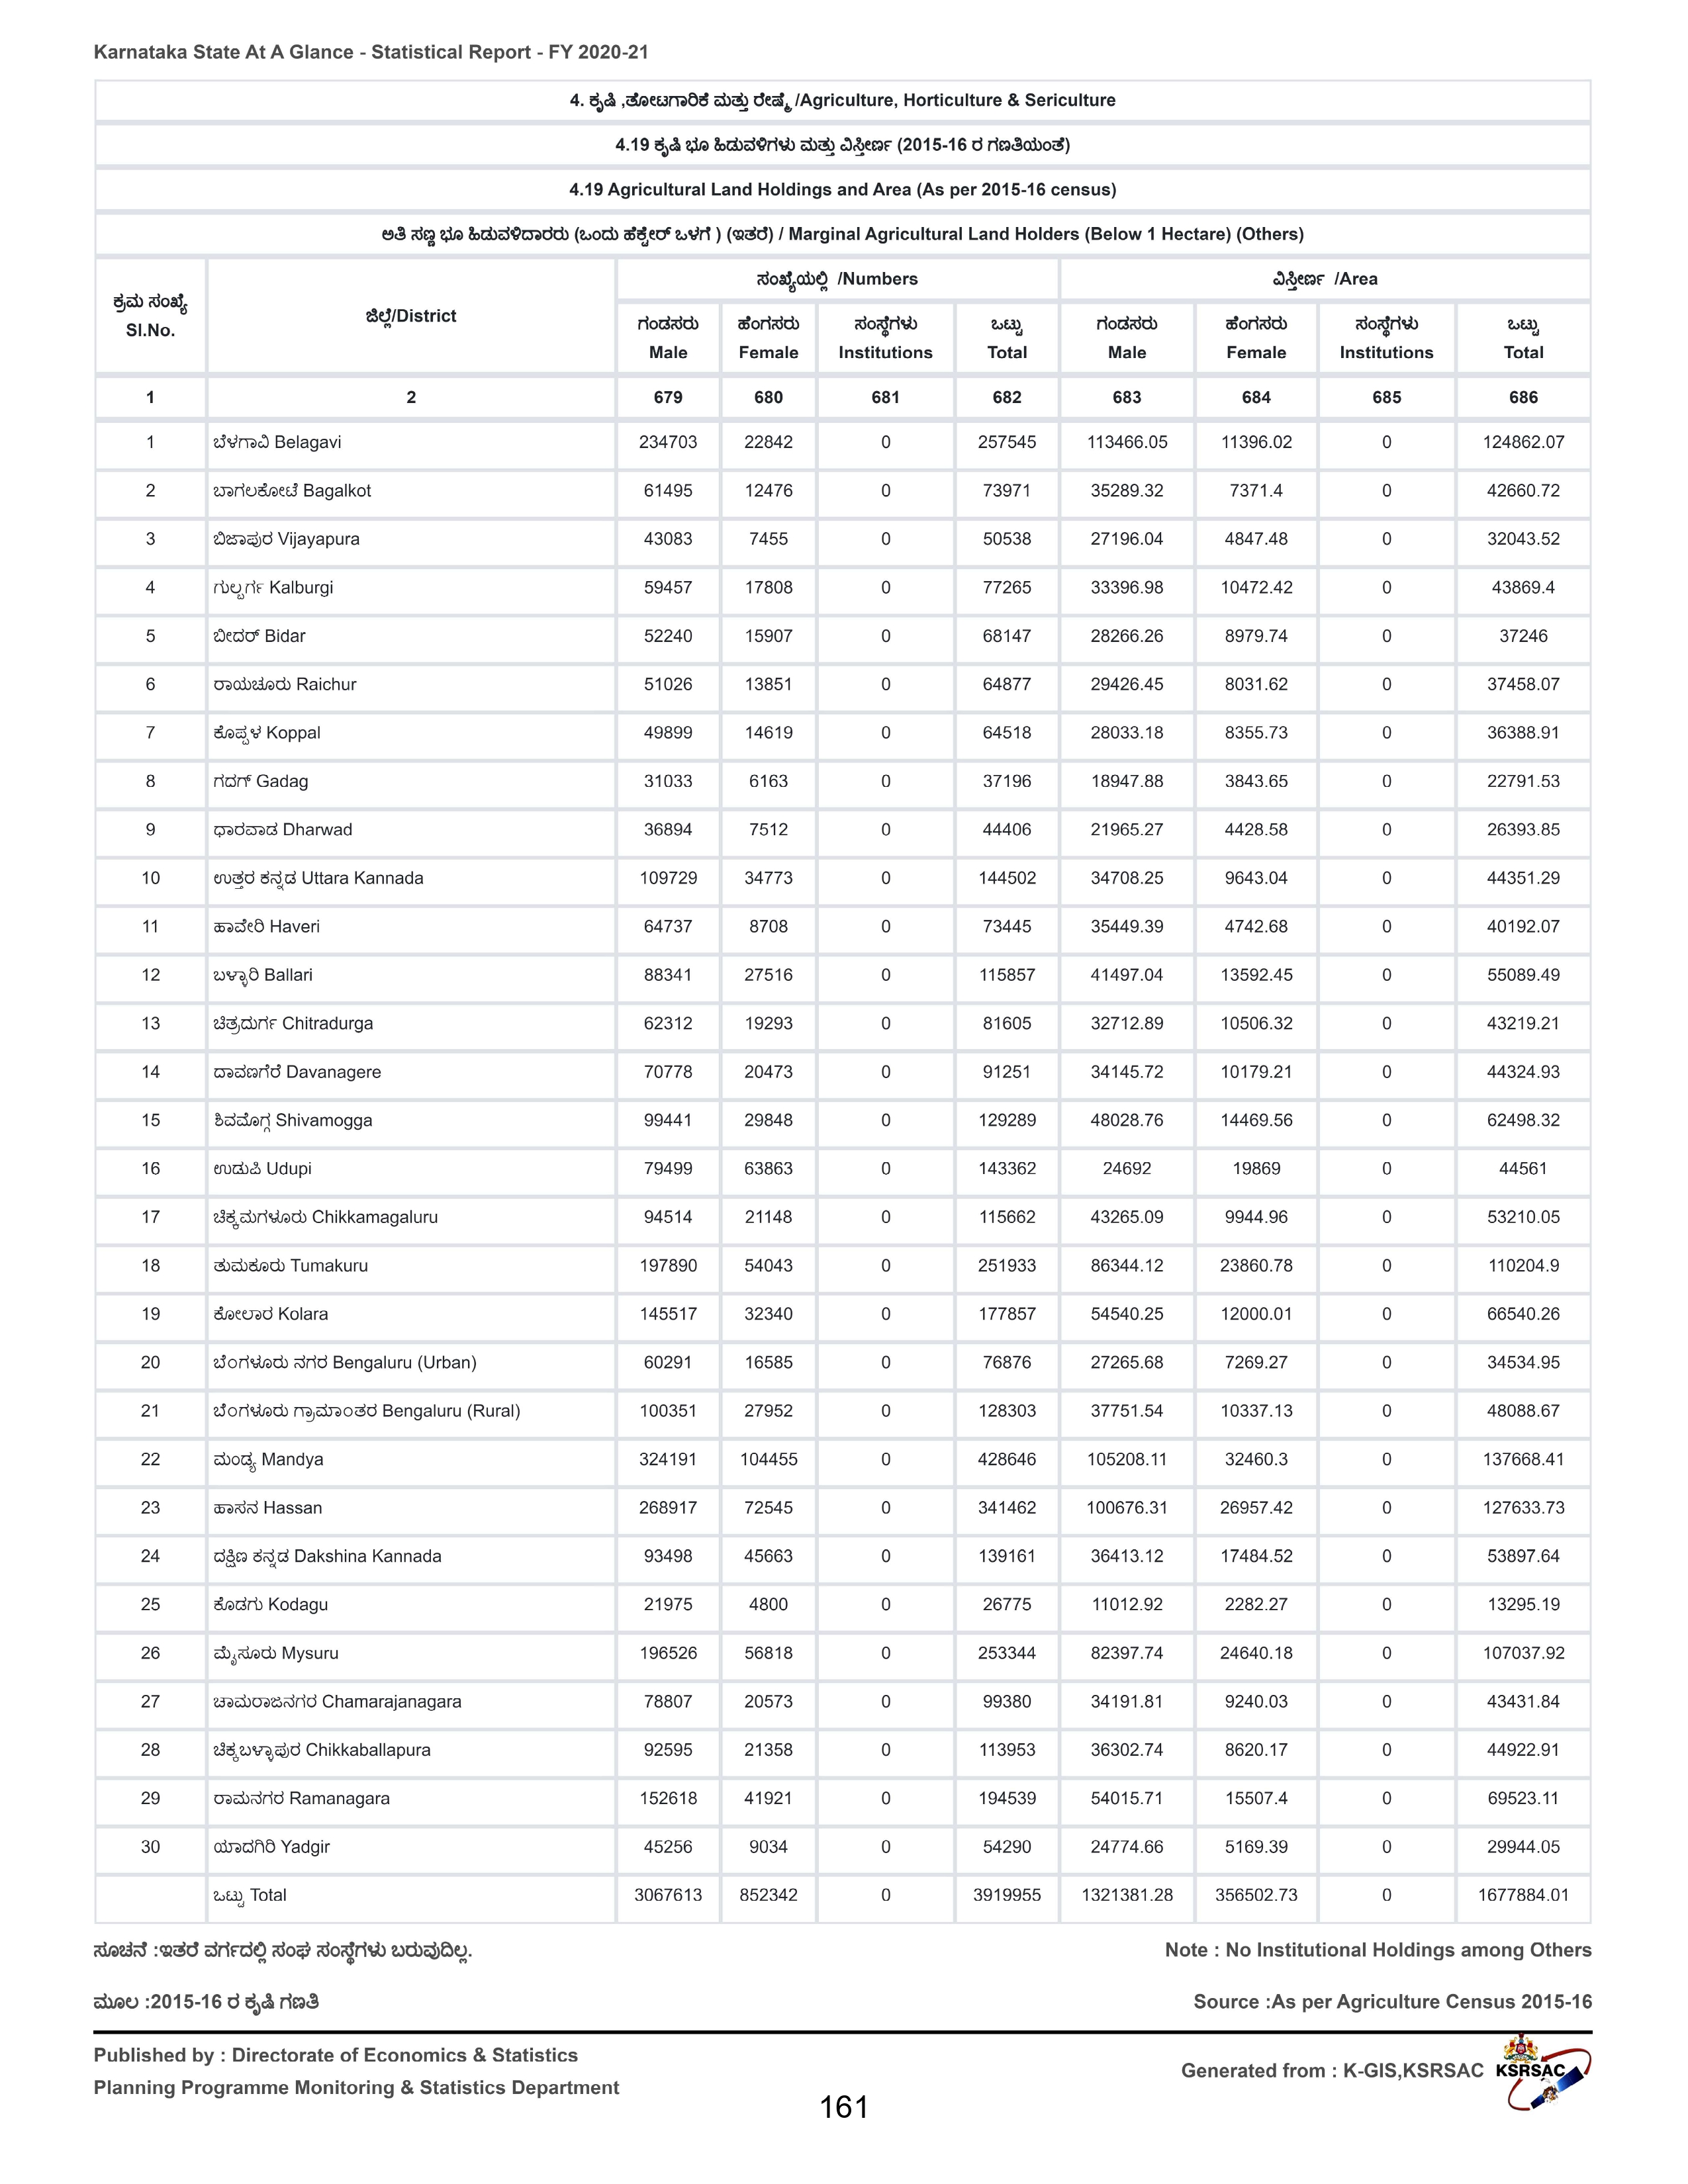 Karnataka State At A Glance - Statistical Report - FY 2020-21
4. ಕೃಷಿ ,ತೋಟಗಾರಿಕೆ ಮತ್ತು ರೇಷ್ಮೆ /Agriculture, Horticulture & Sericulture
4.19 ಕೃಷಿ ಭೂ ಹಿಡುವಳಿಗಳು ಮತ್ತು ವಿಸ್ತೀರ್ಣ (2015-16 ರ ಗಣತಿಯಂತೆ)
4.19 Agricultural Land Holdings and Area (As per 2015-16 census)
ಅತಿ ಸಣ್ಣ ಭೂ ಹಿಡುವಳಿದಾರರು (ಒಂದು ಹೆಕ್ಟೇರ್ ಒಳಗೆ ) (ಇತರೆ) / Marginal Agricultural Land Holders (Below 1 Hectare) (Others)
ಕ್ರಮ ಸಂಖ್ಯೆ Sl.No. ಜಿಲ್ಲೆ/District ಸಂಖ್ಯೆಯಲ್ಲಿ /Numbers ವಿಸ್ತೀರ್ಣ /Area
ಗಂಡಸರು ಹೆಂಗಸರು ಸಂಸ್ಥೆಗಳು ಒಟ್ಟು ಗಂಡಸರು ಹೆಂಗಸರು ಸಂಸ್ಥೆಗಳು ಒಟ್ಟು
Male Female Institutions Total Male Female Institutions Total
1 2 679 680 681 682 683 684 685 686
1 ಬೆಳಗಾವಿ Belagavi 234703 22842 0 257545 113466.05 11396.02 0 124862.07
2 ಬಾಗಲಕೋಟೆ Bagalkot 61495 12476 0 73971 35289.32 7371.4 0 42660.72
3 ಬಿಜಾಪುರ Vijayapura 43083 7455 0 50538 27196.04 4847.48 0 32043.52
4 ಗುಲ್ಬರ್ಗ Kalburgi 59457 17808 0 77265 33396.98 10472.42 0 43869.4
5 ಬೀದರ್ Bidar 52240 15907 0 68147 28266.26 8979.74 0 37246
6 ರಾಯಚೂರು Raichur 51026 13851 0 64877 29426.45 8031.62 0 37458.07
7 ಕೊಪ್ಪಳ Koppal 49899 14619 0 64518 28033.18 8355.73 0 36388.91
8 ಗದಗ್ Gadag 31033 6163 0 37196 18947.88 3843.65 0 22791.53
9 ಧಾರವಾಡ Dharwad 36894 7512 0 44406 21965.27 4428.58 0 26393.85
10 ಉತ್ತರ ಕನ್ನಡ Uttara Kannada 109729 34773 0 144502 34708.25 9643.04 0 44351.29
11 ಹಾವೇರಿ Haveri 64737 8708 0 73445 35449.39 4742.68 0 40192.07
12 ಬಳ್ಳಾರಿ Ballari 88341 27516 0 115857 41497.04 13592.45 0 55089.49
13 ಚಿತ್ರದುರ್ಗ Chitradurga 62312 19293 0 81605 32712.89 10506.32 0 43219.21
14 ದಾವಣಗೆರೆ Davanagere 70778 20473 0 91251 34145.72 10179.21 0 44324.93
15 ಶಿವಮೊಗ್ಗ Shivamogga 99441 29848 0 129289 48028.76 14469.56 0 62498.32
16 ಉಡುಪಿ Udupi 79499 63863 0 143362 24692 19869 0 44561
17 ಚಿಕ್ಕಮಗಳೂರು Chikkamagaluru 94514 21148 0 115662 43265.09 9944.96 0 53210.05
18 ತುಮಕೂರು Tumakuru 197890 54043 0 251933 86344.12 23860.78 0 110204.9
19 ಕೋಲಾರ Kolara 145517 32340 0 177857 54540.25 12000.01 0 66540.26
20 ಬೆಂಗಳೂರು ನಗರ Bengaluru (Urban) 60291 16585 0 76876 27265.68 7269.27 0 34534.95
21 ಬೆಂಗಳೂರು ಗ್ರಾಮಾಂತರ Bengaluru (Rural) 100351 27952 0 128303 37751.54 10337.13 0 48088.67
22 ಮಂಡ್ಯ Mandya 324191 104455 0 428646 105208.11 32460.3 0 137668.41
23 ಹಾಸನ Hassan 268917 72545 0 341462 100676.31 26957.42 0 127633.73
24 ದಕ್ಷಿಣ ಕನ್ನಡ Dakshina Kannada 93498 45663 0 139161 36413.12 17484.52 0 53897.64
25 ಕೊಡಗು Kodagu 21975 4800 0 26775 11012.92 2282.27 0 13295.19
26 ಮೈಸೂರು Mysuru 196526 56818 0 253344 82397.74 24640.18 0 107037.92
27 ಚಾಮರಾಜನಗರ Chamarajanagara 78807 20573 0 99380 34191.81 9240.03 0 43431.84
28 ಚಿಕ್ಕಬಳ್ಳಾಪುರ Chikkaballapura 92595 21358 0 113953 36302.74 8620.17 0 44922.91
29 ರಾಮನಗರ Ramanagara 152618 41921 0 194539 54015.71 15507.4 0 69523.11
30 ಯಾದಗಿರಿ Yadgir 45256 9034 0 54290 24774.66 5169.39 0 29944.05
ಒಟ್ಟು Total 3067613 852342 0 3919955 1321381.28 356502.73 0 1677884.01
ಸೂಚನೆ :ಇತರೆ ವರ್ಗದಲ್ಲಿ ಸಂಘ ಸಂಸ್ಥೆಗಳು ಬರುವುದಿಲ್ಲ. Note : No Institutional Holdings among Others
ಮೂಲ :2015-16 ರ ಕೃಷಿ ಗಣತಿ Source :As per Agriculture Census 2015-16
Published by : Directorate of Economics & Statistics
Planning Programme Monitoring & Statistics Department
Generated from : K-GIS,KSRSAC KSRSAC
161